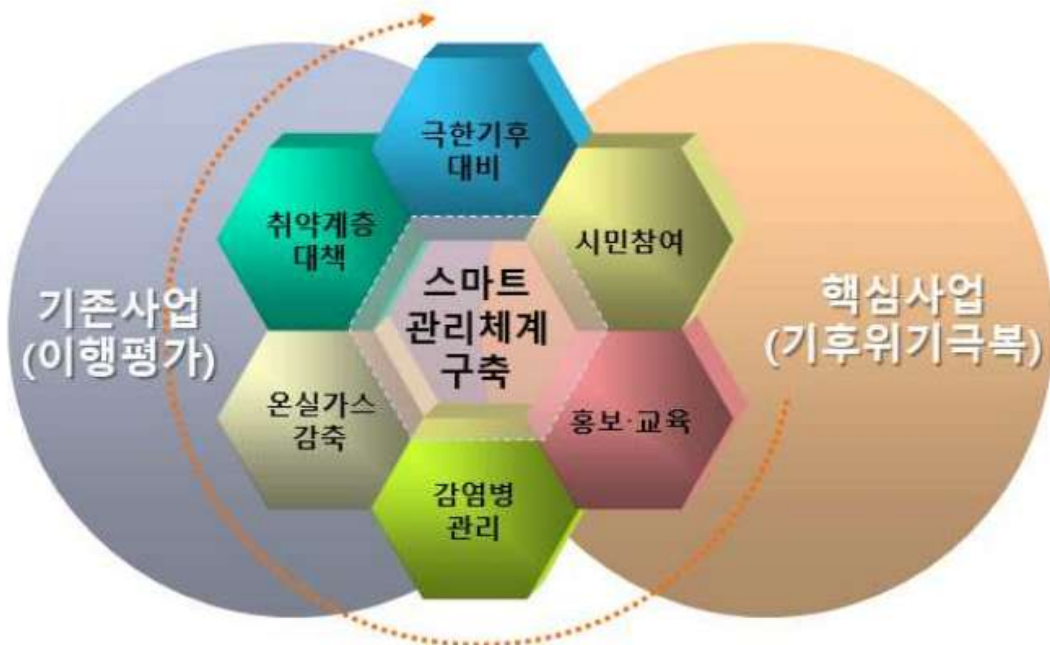 극한기후
대비
취약계층
대책
시민참여
스마트
관리체계
구축
기존사업
(이행평가)
핵심사업
(기후위기극복)
온실가스
감축
홍보·교육
감염병
관리